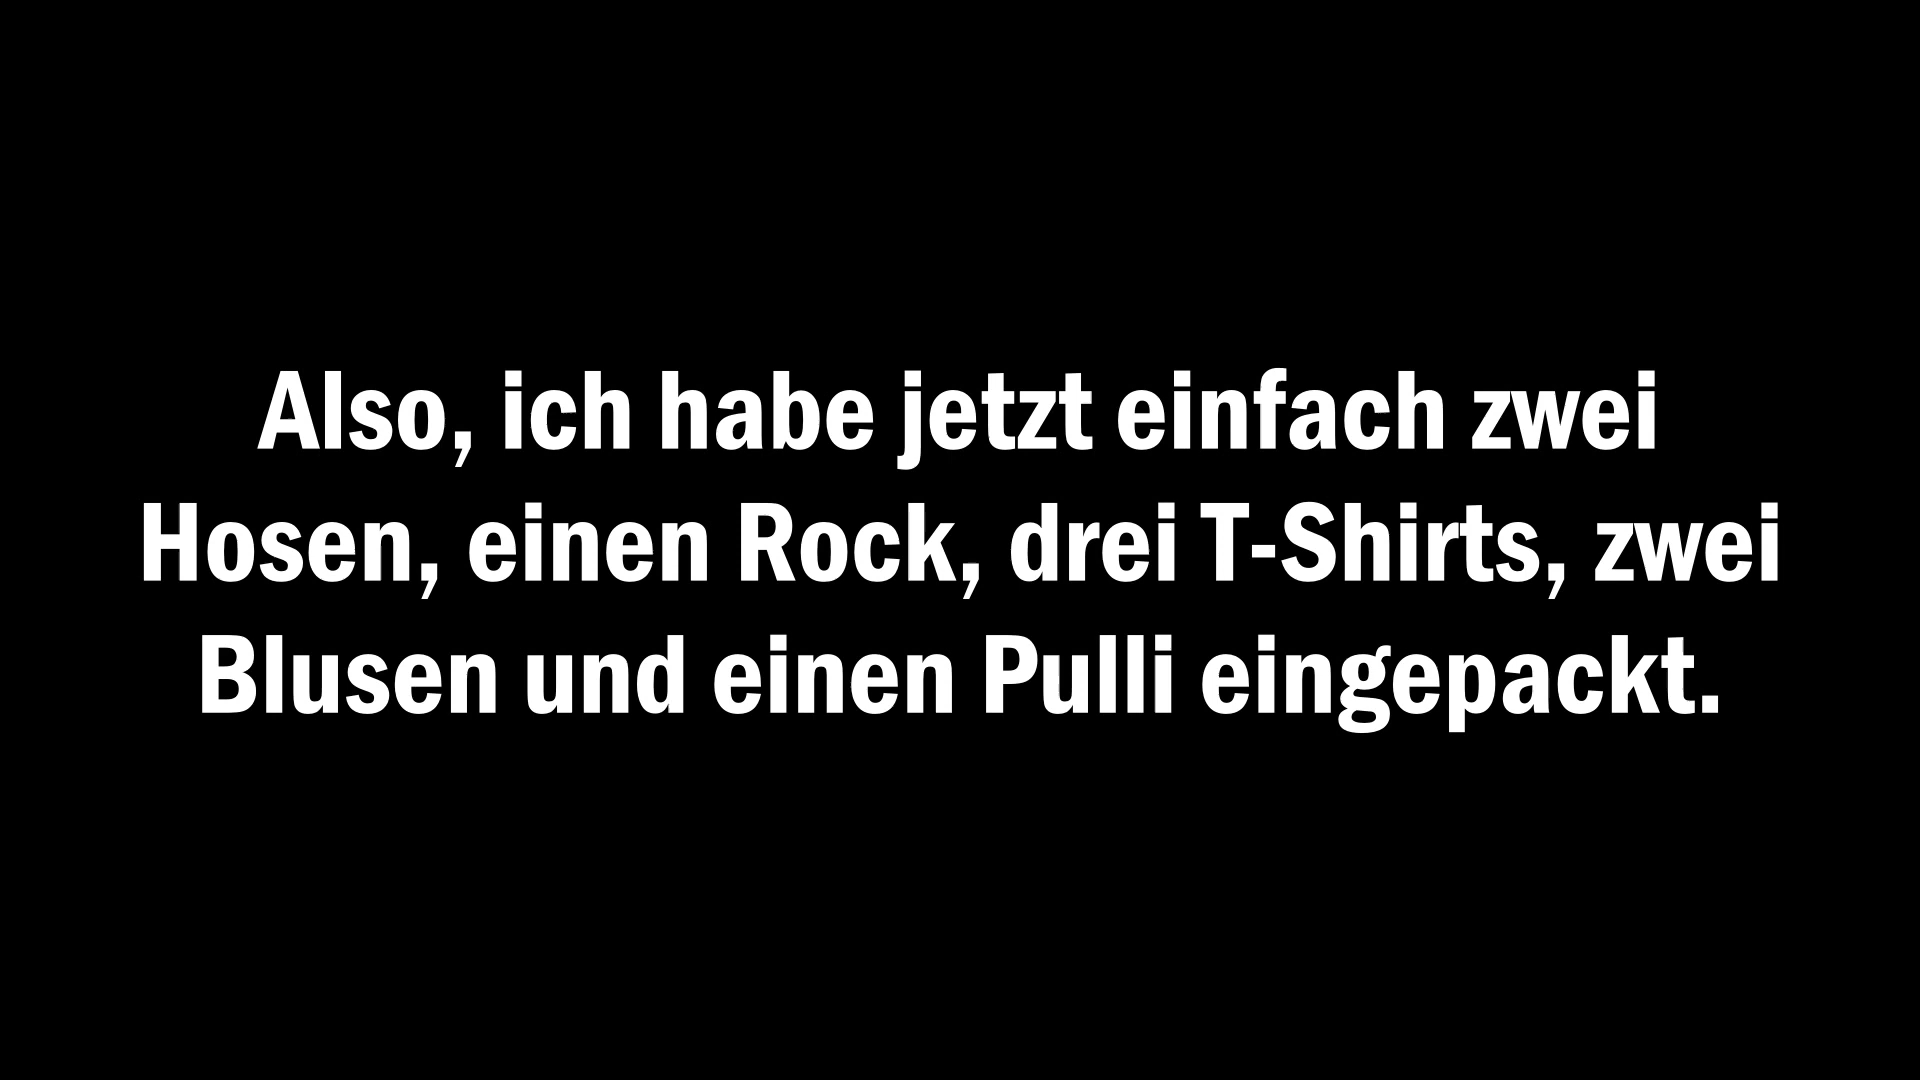 Also, ich habe jetzt einfach zwei
Hosen, einen Rock, drei T-Shirts, zwei
Blusen und einen Pulli eingepackt.